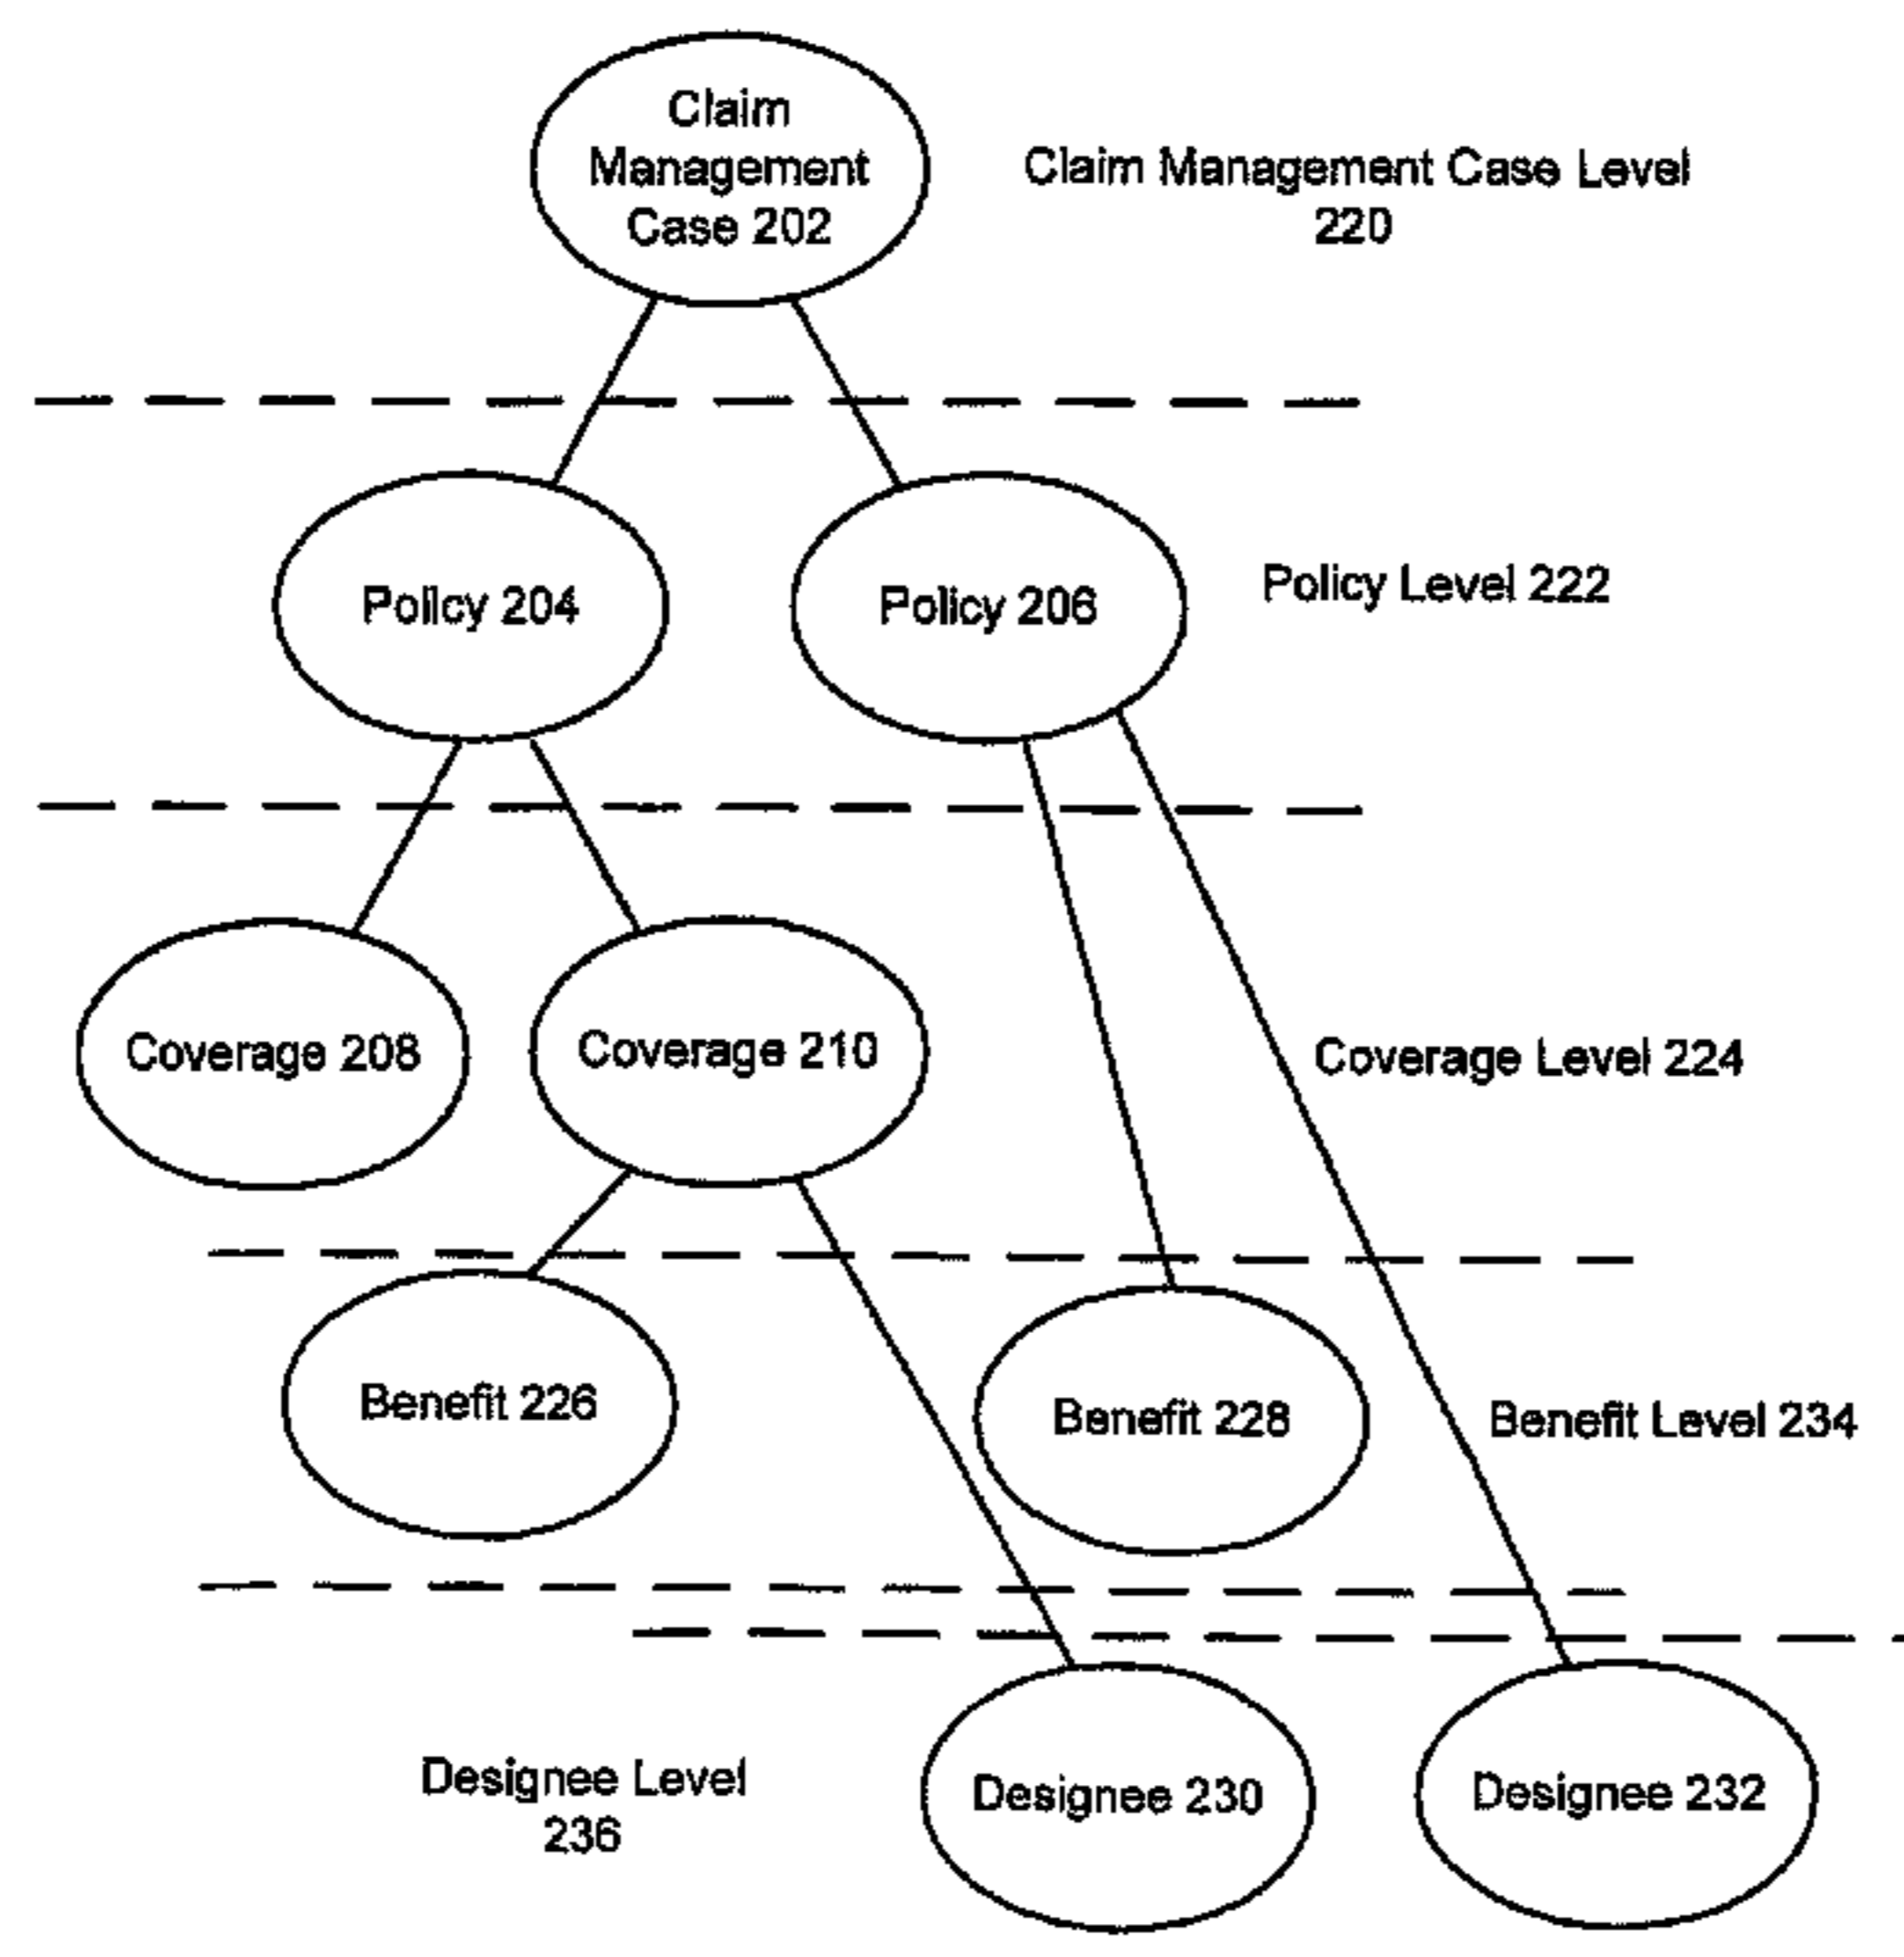 Claim
Management
Case 202
Claim Management Case Level
220
Policy 204
Policy 206
Policy Level 222
Coverage 208
Coverage 210
Coverage Level 224
Benefit 226
Benefit 228
Benefit Level 234
Designee Level
236
Designee 230
Designee 232